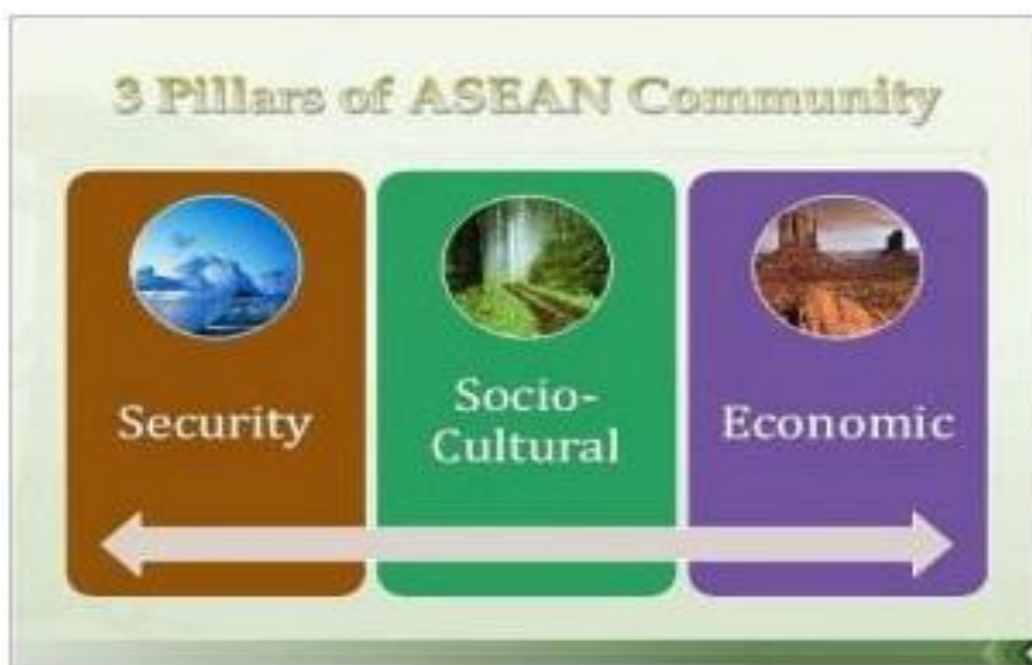 3 Pillars of ASEAN Community
Security
Socio-
Cultural
Economic